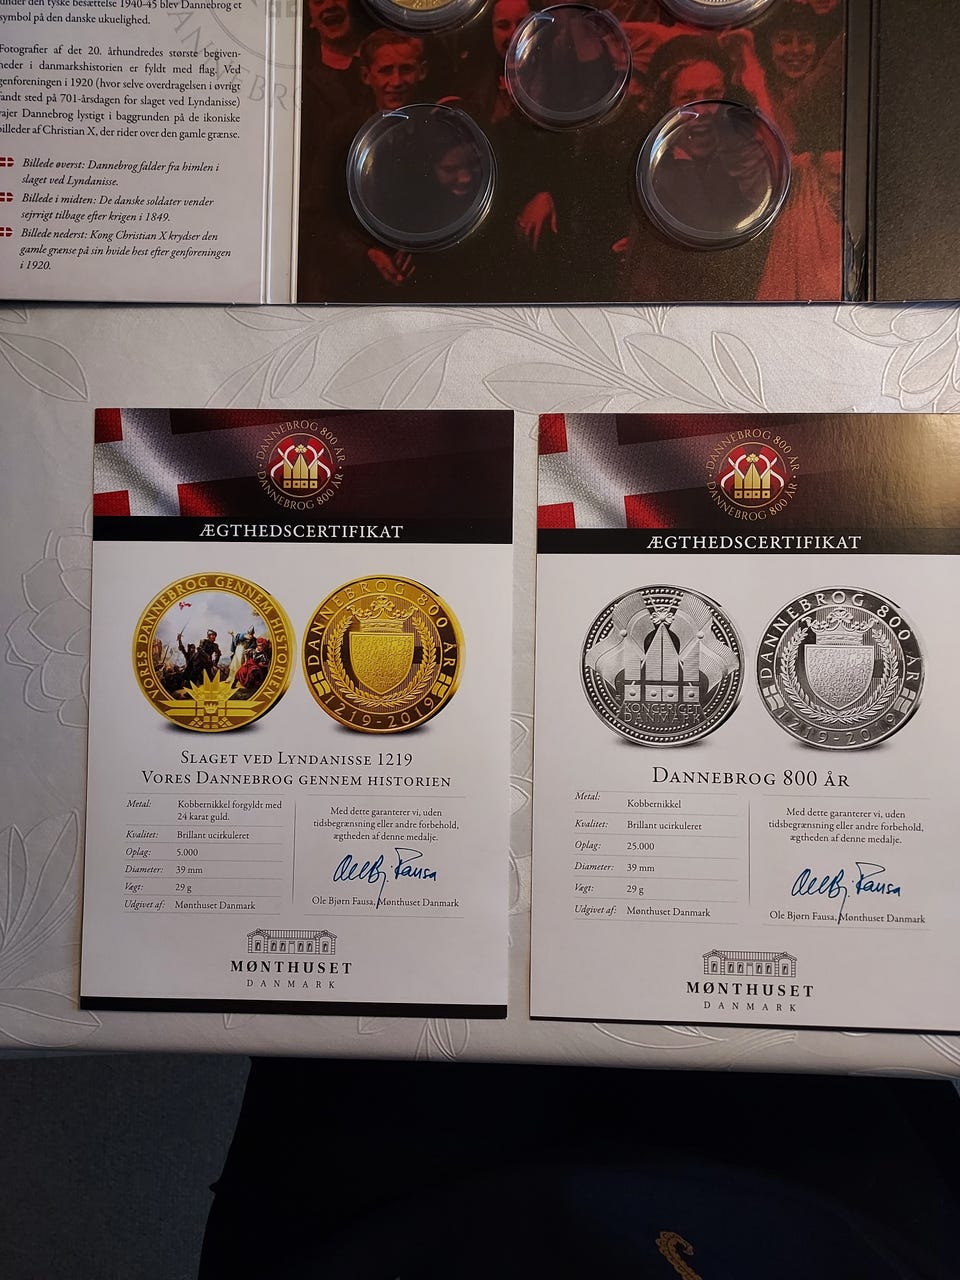 under den tyske besættelse 1940-45 blev Dannebrog et
symbol på den danske ukuelighed.
Fotografier af det 20. århundredes største begiven-
heder i danmarkshistorien er fyldt med flag. Ved
genforeningen i 1920 (hvor selve overdragelsen i øvrigt
fandt sted på 701-årsdagen for slaget ved Lyndanisse)
vajer Dannebrog lystigt i baggrunden på de ikoniske
billeder af Christian X, der rider over den gamle grænse.
Billede øverst: Dannebrog falder fra himlen i
slaget ved Lyndanisse.
Billede i midten: De danske soldater vender
sejrrigt tilbage efter krigen i 1849.
Billede nederst: Kong Christian X krydser den
gamle grænse på sin hvide hest efter genforeningen
i 1920.
DANNEBROG 800 ÅR
DANNEBROG 800 ÅR
ÆGTHEDSCERTIFIKAT
VORES DANNEBROG GENNEM HISTORIEN
DANNEBROG 800 ÅR
1219-2019
SLAGET VED LYNDANISSE 1219
VORES DANNEBROG GENNEM HISTORIEN
Metal: Kobbernikkel forgyldt med
24 karat guld.
Kvalitet: Brillant ucirkuleret
Oplag: 5.000
Diameter: 39 mm
Vægt: 29 g
Udgivet af: Mønthuset Danmark
Med dette garanterer vi, uden
tidsbegrænsning eller andre forbehold,
ægtheden af denne medalje.
Ole Bjørn Fausa, Mønthuset Danmark
MØNTHUSET
DANMARK
DANNEBROG 800 ÅR
DANNEBROG 800 ÅR
ÆGTHEDSCERTIFIKAT
KONGERIGET
DANMARK
DANNEBROG 800 ÅR
1219-2019
DANNEBROG 800 ÅR
Metal: Kobbernikkel
Kvalitet: Brillant ucirkuleret
Oplag: 25.000
Diameter: 39 mm
Vægt: 29 g
Udgivet af: Mønthuset Danmark
Med dette garanterer vi, uden
tidsbegrænsning eller andre forbehold,
ægtheden af denne medalje.
Ole Bjørn Fausa, Mønthuset Danmark
MØNTHUSET
DANMARK